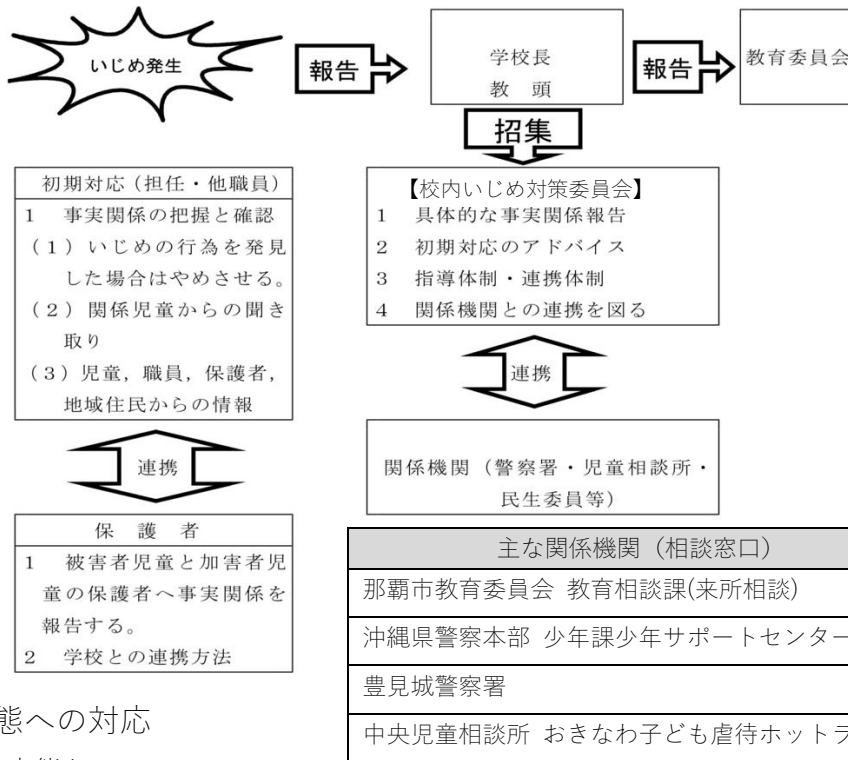 いじめ発生
報告
学校長
教 頭
報告
教育委員会
招集
初期対応(担任・他職員)
1 事実関係の把握と確認
(1)いじめの行為を発見
した場合はやめさせる。
(2)関係児童からの聞き
取り
(3)児童,職員,保護者,
地域住民からの情報
【校内いじめ対策委員会】
1 具体的な事実関係報告
2 初期対応のアドバイス
3 指導体制・連携体制
4 関係機関との連携を図る
連携
連携
関係機関(警察署・児童相談所・
民生委員等)
保 護 者
1 被害者児童と加害者児
童の保護者へ事実関係を
報告する。
2 学校との連携方法
主な関係機関(相談窓口)
那覇市教育委員会 教育相談課(来所相談)
沖縄県警察本部 少年課少年サポートセンター
豊見城警察署
中央児童相談所 おきなわ子ども虐待ホットラ
態への対応